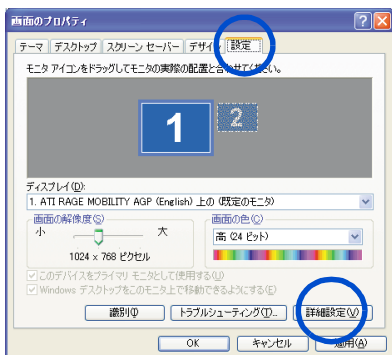 画面のプロパティ
テーマ デスクトップ スクリーン セーバー デザイン 設定
モニタ アイコンをドラッグしてモニタの実際の配置と合わせてください。
1 2
ディスプレイ(D):
1. ATI RAGE MOBILITY AGP (English) 上の (既定のモニタ)
画面の解像度(S)
小 大
1024 x 768 ピクセル
画面の色(C)
高 (24 ビット)
このデバイスをプライマリ モニタとして使用する(U)
Windows デスクトップをこのモニタ上で移動できるようにする(E)
識別(I) トラブルシューティング(T)... 詳細設定(V)
OK キャンセル 適用(A)